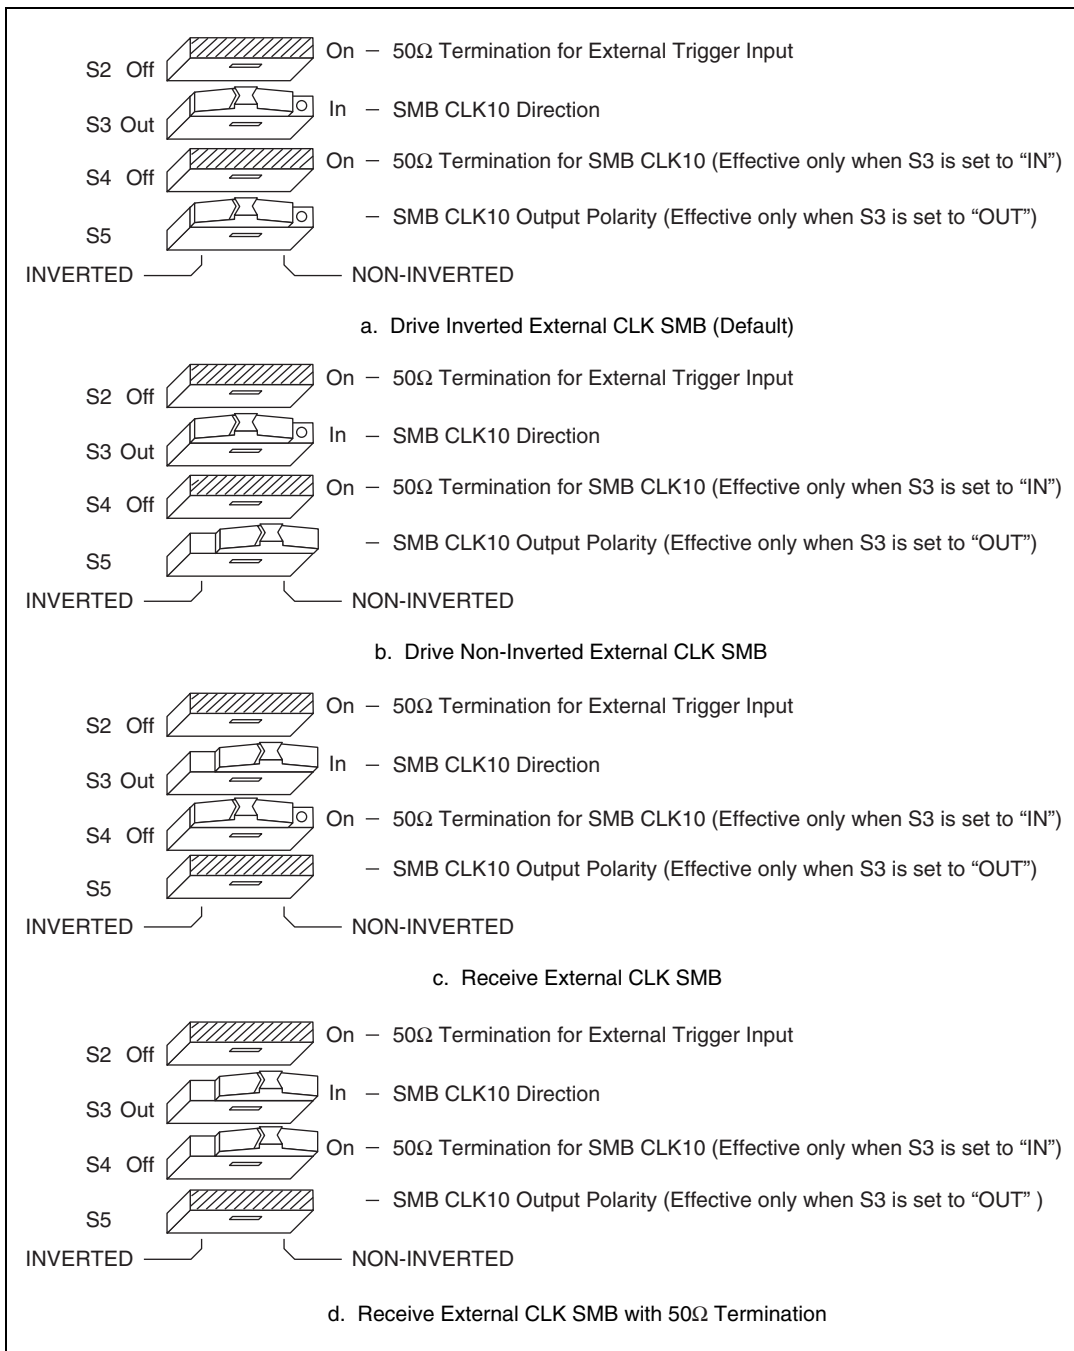 S2 Off On – 50Ω Termination for External Trigger Input
S3 Out In – SMB CLK10 Direction
S4 Off On – 50Ω Termination for SMB CLK10 (Effective only when S3 is set to “IN”)
S5 – SMB CLK10 Output Polarity (Effective only when S3 is set to “OUT”)
INVERTED NON-INVERTED
a. Drive Inverted External CLK SMB (Default)
S2 Off On – 50Ω Termination for External Trigger Input
S3 Out In – SMB CLK10 Direction
S4 Off On – 50Ω Termination for SMB CLK10 (Effective only when S3 is set to “IN”)
S5 – SMB CLK10 Output Polarity (Effective only when S3 is set to “OUT”)
INVERTED NON-INVERTED
b. Drive Non-Inverted External CLK SMB
S2 Off On – 50Ω Termination for External Trigger Input
S3 Out In – SMB CLK10 Direction
S4 Off On – 50Ω Termination for SMB CLK10 (Effective only when S3 is set to “IN”)
S5 – SMB CLK10 Output Polarity (Effective only when S3 is set to “OUT”)
INVERTED NON-INVERTED
c. Receive External CLK SMB
S2 Off On – 50Ω Termination for External Trigger Input
S3 Out In – SMB CLK10 Direction
S4 Off On – 50Ω Termination for SMB CLK10 (Effective only when S3 is set to “IN”)
S5 – SMB CLK10 Output Polarity (Effective only when S3 is set to “OUT” )
INVERTED NON-INVERTED
d. Receive External CLK SMB with 50Ω Termination